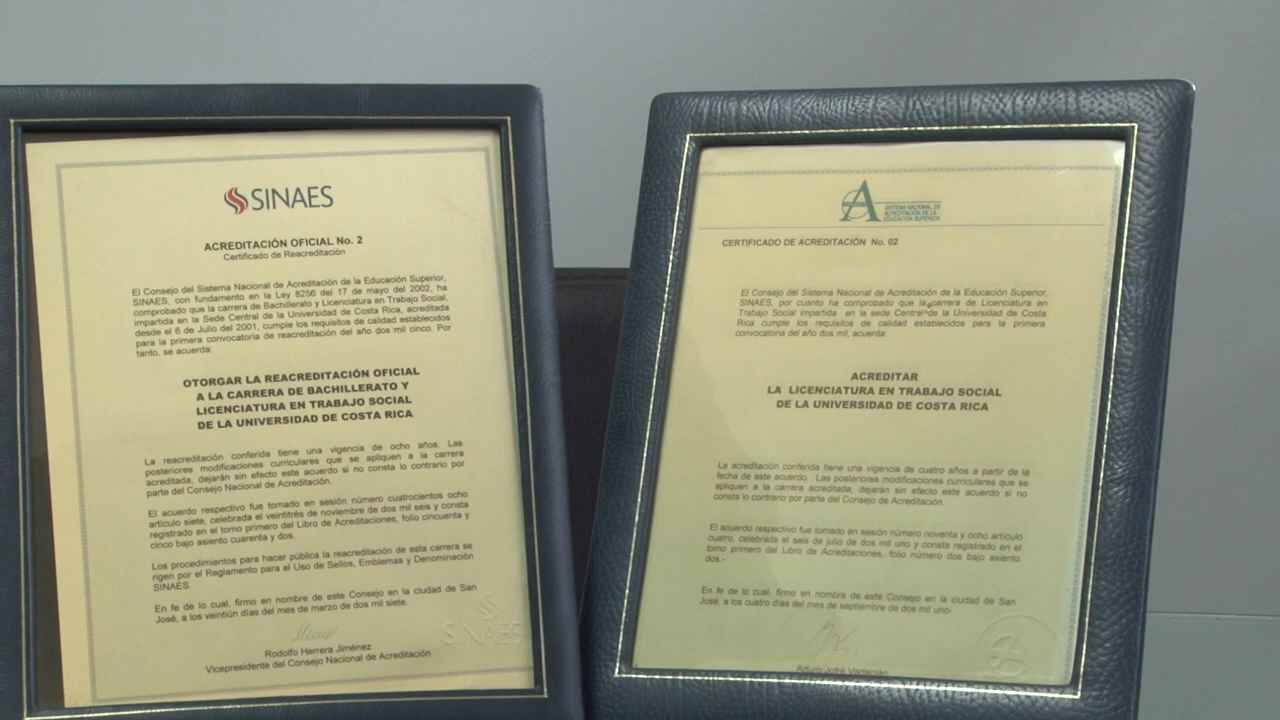 SINAES
ACREDITACIÓN OFICIAL No. 2
Certificado de Reacreditación
El Consejo del Sistema Nacional de Acreditación de la Educación Superior,
SINAES, con fundamento en la Ley 8256 del 17 de mayo del 2002, ha
comprobado que la carrera de Bachillerato y Licenciatura en Trabajo Social,
impartida en la Sede Central de la Universidad de Costa Rica, acreditada
desde el 6 de Julio del 2001, cumple los requisitos de calidad establecidos
para la primera convocatoria de reacreditación del año dos mil cinco. Por
tanto, se acuerda:
OTORGAR LA REACREDITACIÓN OFICIAL
A LA CARRERA DE BACHILLERATO Y
LICENCIATURA EN TRABAJO SOCIAL
DE LA UNIVERSIDAD DE COSTA RICA
La reacreditación conferida tiene una vigencia de ocho años. Las
posteriores modificaciones curriculares que se apliquen a la carrera
acreditada, dejarán sin efecto este acuerdo si no consta lo contrario por
parte del Consejo Nacional de Acreditación.
El acuerdo respectivo fue tomado en sesión número cuatrocientos ocho
artículo siete, celebrada el veintitrés de noviembre de dos mil seis y consta
registrado en el tomo primero del Libro de Acreditaciones, folio cincuenta y
cinco bajo asiento cuarenta y dos.
Los procedimientos para hacer pública la reacreditación de esta carrera se
rigen por el Reglamento para el Uso de Sellos, Emblemas y Denominación
SINAES.
En fe de lo cual, firmo en nombre de este Consejo en la ciudad de San
José, a los veintiún días del mes de marzo de dos mil siete.
SINAES
Rodolfo Herrera Jiménez
Vicepresidente del Consejo Nacional de Acreditación
A
SISTEMA NACIONAL DE
ACREDITACIÓN DE LA
EDUCACIÓN SUPERIOR
CERTIFICADO DE ACREDITACIÓN No. 02
El Consejo del Sistema Nacional de Acreditación de la Educación Superior,
SINAES, por cuanto ha comprobado que la carrera de Licenciatura en
Trabajo Social impartida en la sede Central de la Universidad de Costa
Rica cumple los requisitos de calidad establecidos para la primera
convocatoria del año dos mil, acuerda:
ACREDITAR
LA LICENCIATURA EN TRABAJO SOCIAL
DE LA UNIVERSIDAD DE COSTA RICA
La acreditación conferida tiene una vigencia de cuatro años a partir de la
fecha de este acuerdo. Las posteriores modificaciones curriculares que se
apliquen a la carrera acreditada, dejarán sin efecto este acuerdo si no
consta lo contrario por parte del Consejo de Acreditación.
El acuerdo respectivo fue tomado en sesión número noventa y ocho artículo
cuatro, celebrada el seis de julio de dos mil uno y consta registrado en el
tomo primero del Libro de Acreditaciones, folio número dos bajo asiento
dos.-
En fe de lo cual, firmo en nombre de este Consejo en la ciudad de San
José, a los cuatro días del mes de septiembre de dos mil uno-
Arturo Jofré